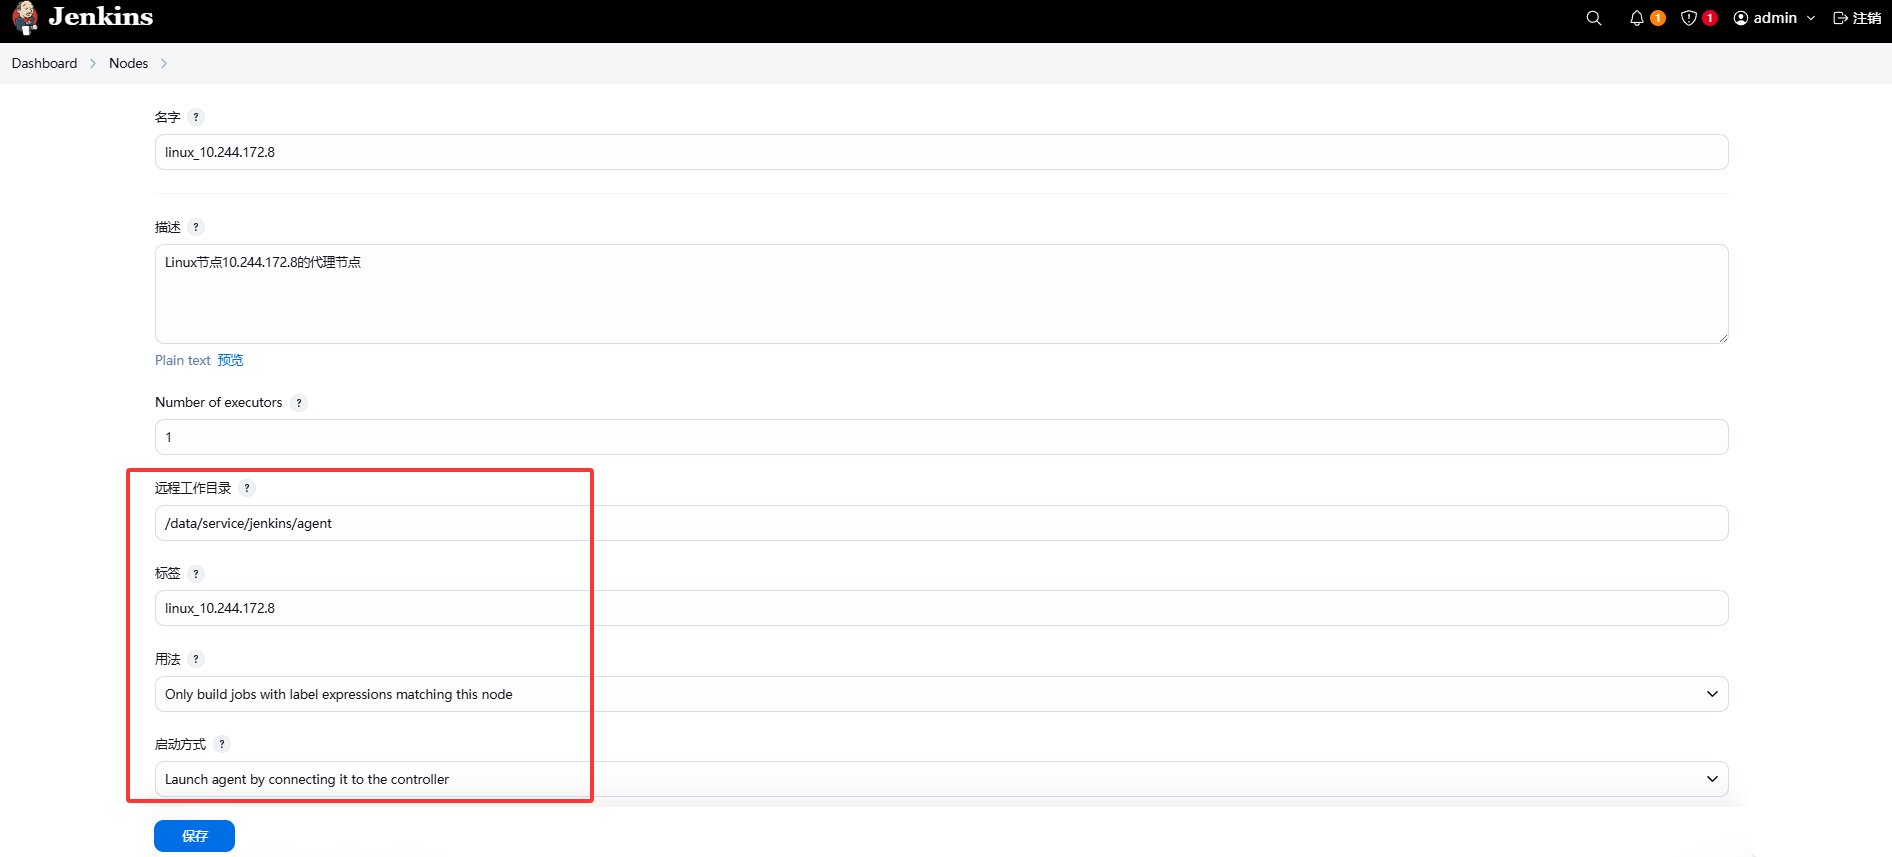 Jenkins
1
1
admin
注销
Dashboard
Nodes
名字 ?
linux_10.244.172.8
描述 ?
Linux节点10.244.172.8的代理节点
Plain text 预览
Number of executors ?
1
远程工作目录 ?
/data/service/jenkins/agent
标签 ?
linux_10.244.172.8
用法 ?
Only build jobs with label expressions matching this node
启动方式 ?
Launch agent by connecting it to the controller
保存